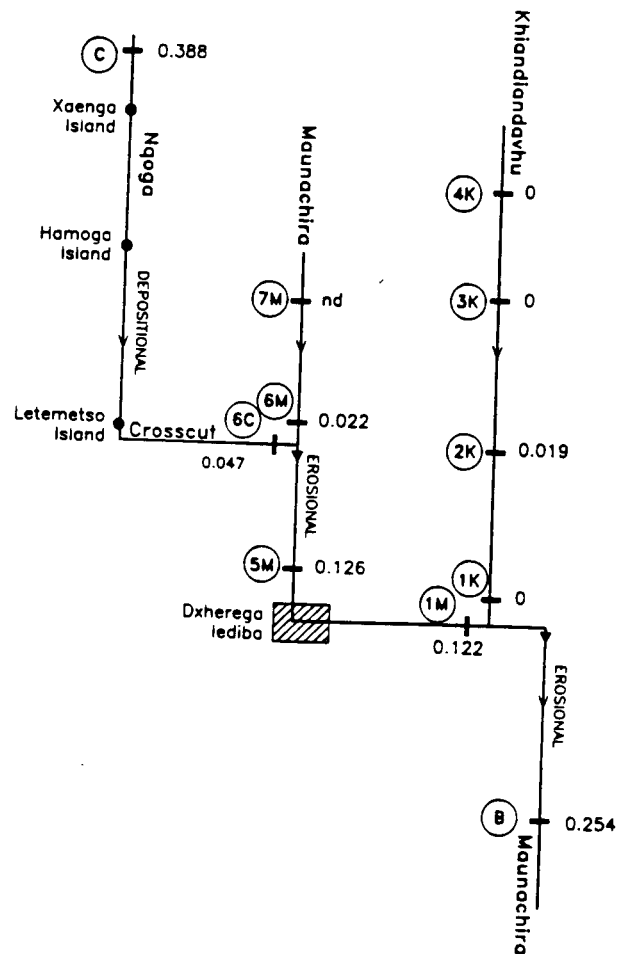 C
0.388
Khiandiandavhu
Xaenga
Island
Nqoga
Maunachira
4K
0
Hamoga
Island
7M
nd
3K
0
DEPOSITIONAL
6M
6C
0.022
Letemetso
Island
Crosscut
0.047
2K
0.019
EROSIONAL
5M
0.126
1K
0
1M
Dxherega
lediba
0.122
EROSIONAL
B
0.254
Maunachira